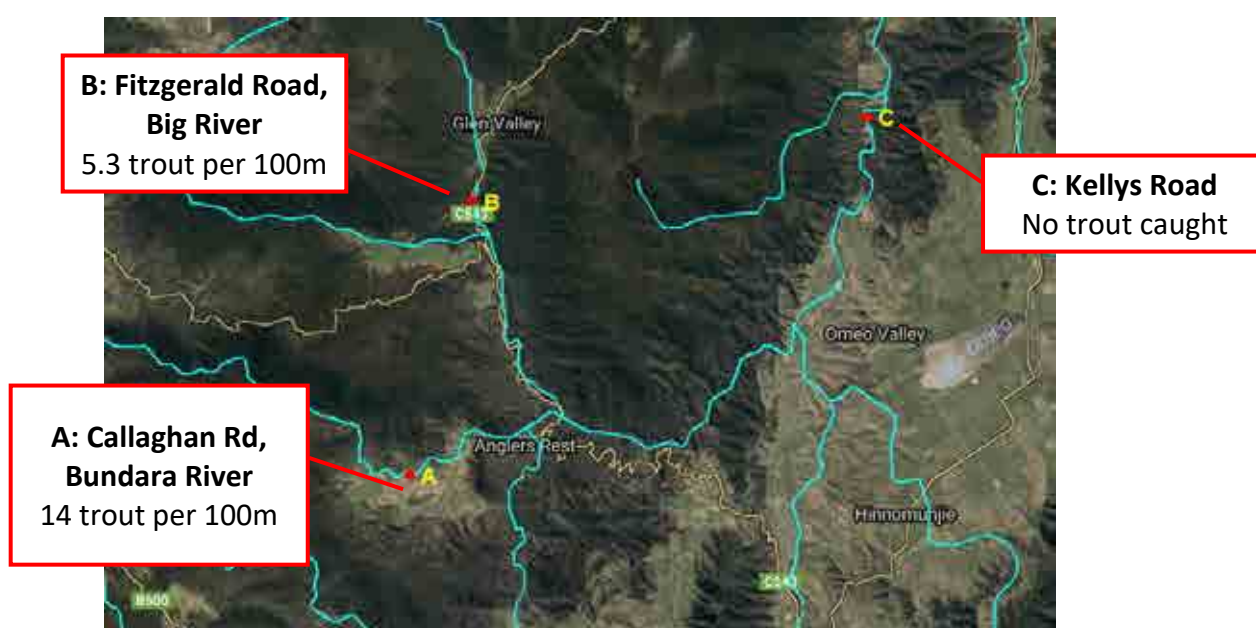 B: Fitzgerald Road,
Big River
5.3 trout per 100m
Glen Valley
C
C: Kellys Road
No trout caught
B
Omeo Valley
A: Callaghan Rd,
Bundara River
14 trout per 100m
Anglers Rest
A
Hinnomunjie
B500